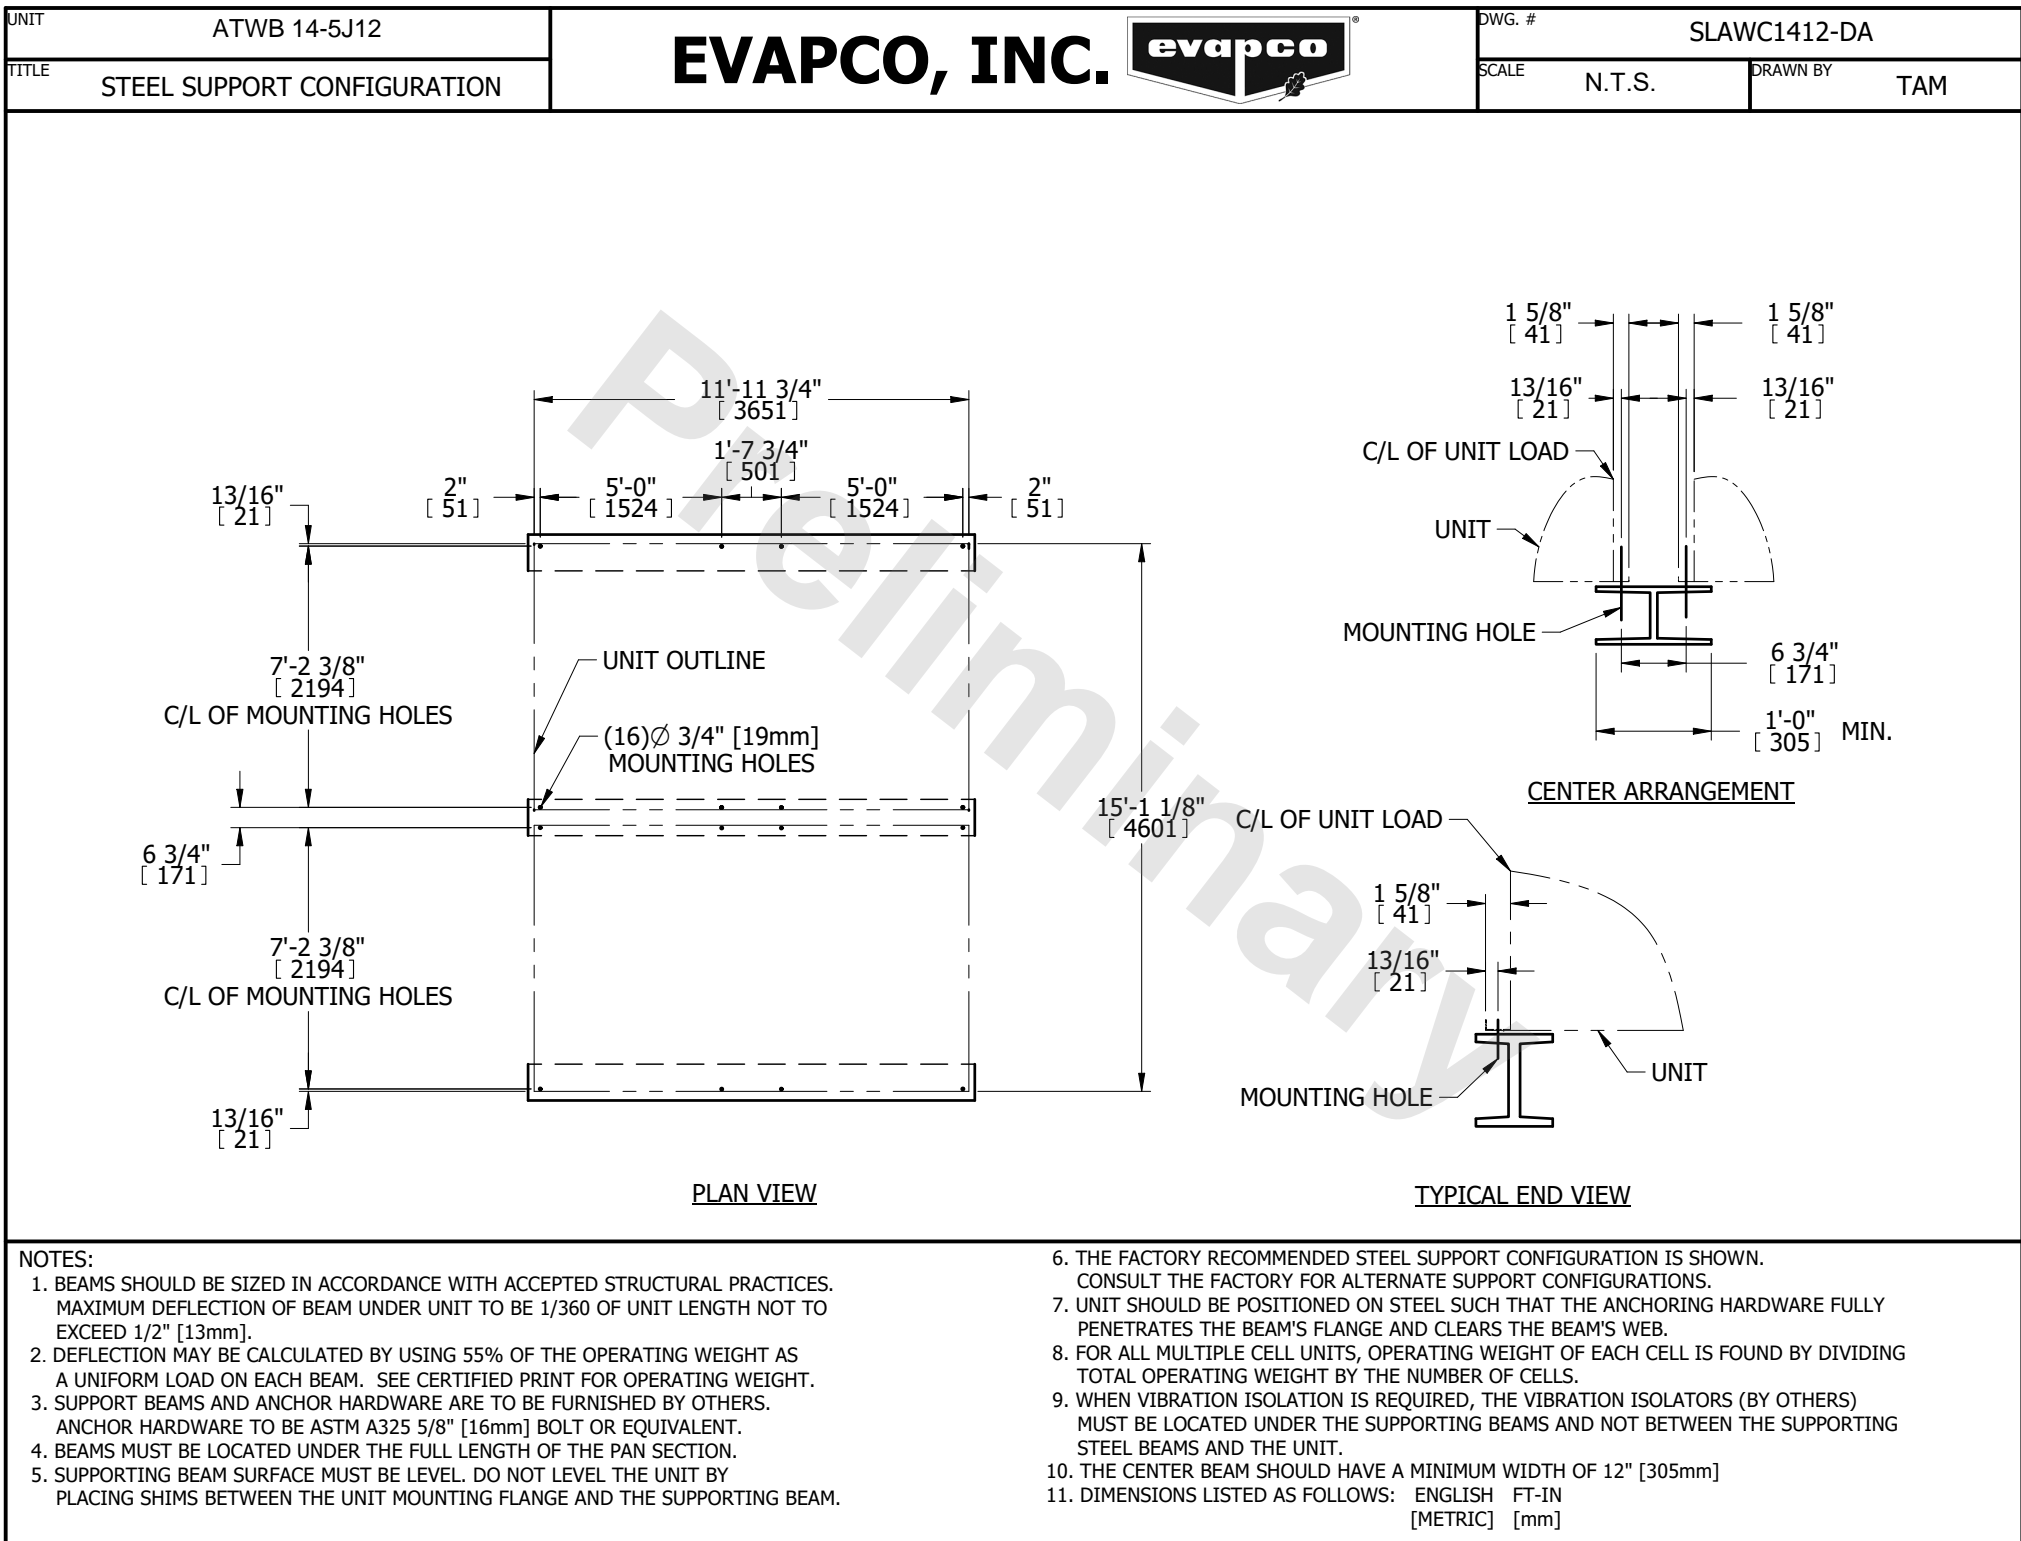 UNIT
ATWB 14-5J12
TITLE
STEEL SUPPORT CONFIGURATION
EVAPCO, INC.
evapco
®
DWG. #
SLAWC1412-DA
SCALE
N.T.S.
DRAWN BY
TAM
Preliminary
11'-11 3/4"
[ 3651]
1'-7 3/4"
[ 501 ]
13/16"
[ 21]
2"
[ 51]
5'-0"
[ 1524 ]
5'-0"
[ 1524]
2"
[ 51]
7'-2 3/8"
[ 2194]
C/L OF MOUNTING HOLES
UNIT OUTLINE
(16)∅ 3/4" [19mm]
MOUNTING HOLES
6 3/4"
[ 171]
15'-1 1/8"
[ 4601]
7'-2 3/8"
[ 2194]
C/L OF MOUNTING HOLES
13/16"
[ 21]
PLAN VIEW
1 5/8"
[ 41]
1 5/8"
[ 41]
13/16"
[ 21]
13/16"
[ 21]
C/L OF UNIT LOAD
UNIT
MOUNTING HOLE
6 3/4"
[ 171]
1'-0"
[ 305] MIN.
CENTER ARRANGEMENT
C/L OF UNIT LOAD
1 5/8"
[ 41]
13/16"
[ 21]
UNIT
MOUNTING HOLE
TYPICAL END VIEW
NOTES:
1. BEAMS SHOULD BE SIZED IN ACCORDANCE WITH ACCEPTED STRUCTURAL PRACTICES.
MAXIMUM DEFLECTION OF BEAM UNDER UNIT TO BE 1/360 OF UNIT LENGTH NOT TO
EXCEED 1/2" [13mm].
2. DEFLECTION MAY BE CALCULATED BY USING 55% OF THE OPERATING WEIGHT AS
A UNIFORM LOAD ON EACH BEAM. SEE CERTIFIED PRINT FOR OPERATING WEIGHT.
3. SUPPORT BEAMS AND ANCHOR HARDWARE ARE TO BE FURNISHED BY OTHERS.
ANCHOR HARDWARE TO BE ASTM A325 5/8" [16mm] BOLT OR EQUIVALENT.
4. BEAMS MUST BE LOCATED UNDER THE FULL LENGTH OF THE PAN SECTION.
5. SUPPORTING BEAM SURFACE MUST BE LEVEL. DO NOT LEVEL THE UNIT BY
PLACING SHIMS BETWEEN THE UNIT MOUNTING FLANGE AND THE SUPPORTING BEAM.
6. THE FACTORY RECOMMENDED STEEL SUPPORT CONFIGURATION IS SHOWN.
CONSULT THE FACTORY FOR ALTERNATE SUPPORT CONFIGURATIONS.
7. UNIT SHOULD BE POSITIONED ON STEEL SUCH THAT THE ANCHORING HARDWARE FULLY
PENETRATES THE BEAM'S FLANGE AND CLEARS THE BEAM'S WEB.
8. FOR ALL MULTIPLE CELL UNITS, OPERATING WEIGHT OF EACH CELL IS FOUND BY DIVIDING
TOTAL OPERATING WEIGHT BY THE NUMBER OF CELLS.
9. WHEN VIBRATION ISOLATION IS REQUIRED, THE VIBRATION ISOLATORS (BY OTHERS)
MUST BE LOCATED UNDER THE SUPPORTING BEAMS AND NOT BETWEEN THE SUPPORTING
STEEL BEAMS AND THE UNIT.
10. THE CENTER BEAM SHOULD HAVE A MINIMUM WIDTH OF 12" [305mm]
11. DIMENSIONS LISTED AS FOLLOWS: ENGLISH FT-IN
[METRIC] [mm]